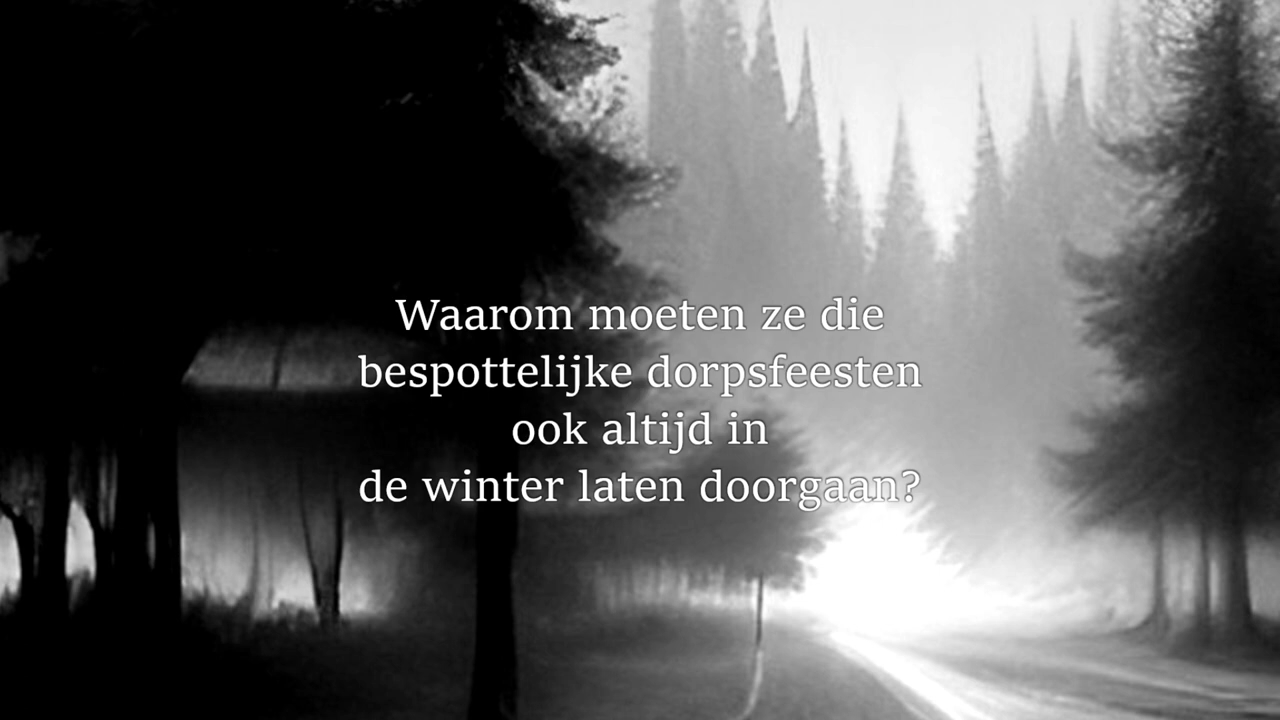 Waarom moeten ze die
bespottelijke dorpsfeesten
ook altijd in
de winter laten doorgaan?